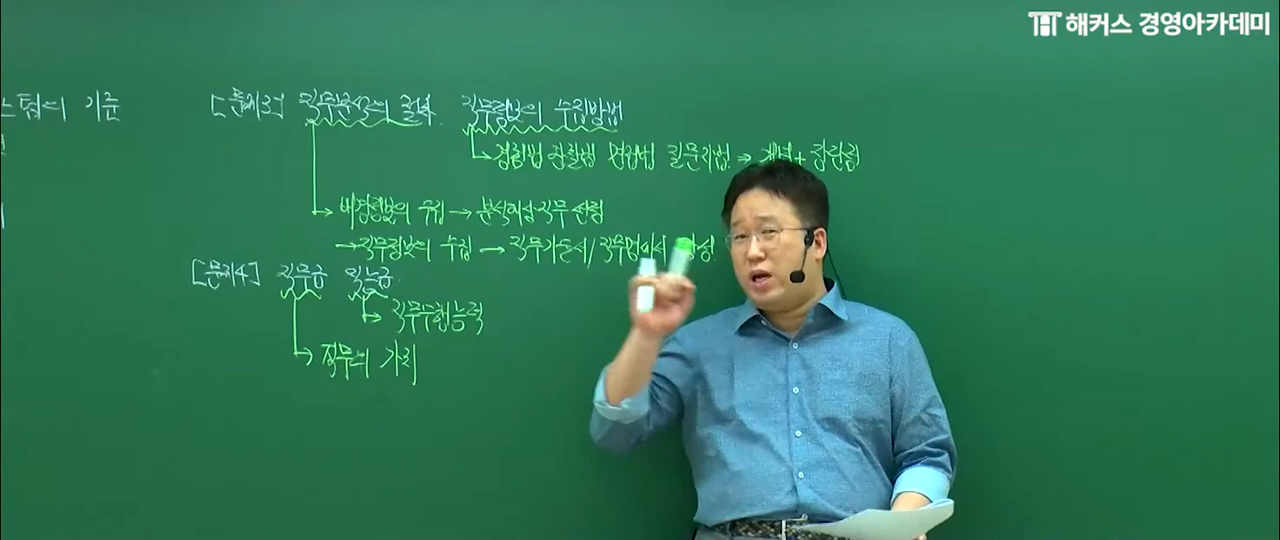 해커스 경영아카데미
스템의 기준
[문제3] 직무분석의 절차 직무정보의 수집방법
경험법 관찰법 면접법 질문지법 ⇒ 개념 + 장단점
배경정보의 수집 → 분석대상 직무 선정
→ 직무정보의 수집 → 직무기술서/직무명세서 작성
[문제4] 직무급 직능급
직무수행능력
직무의 가치